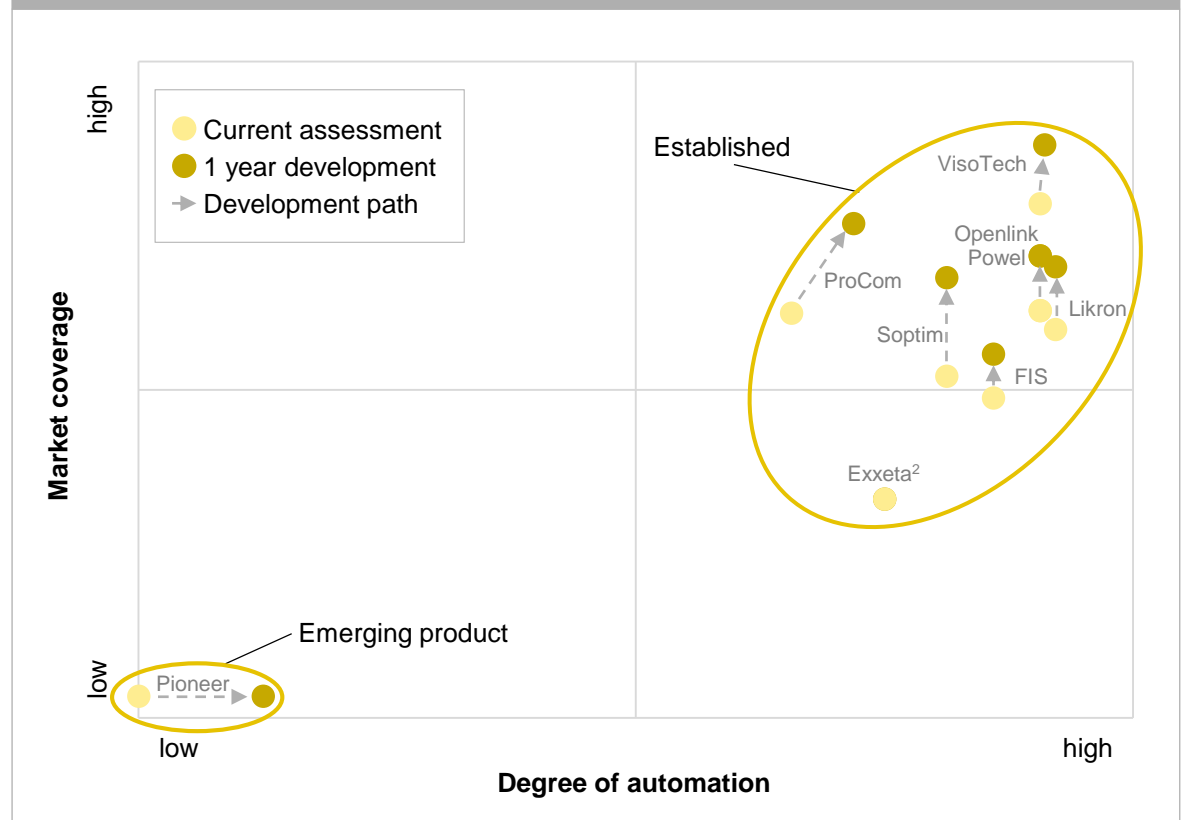 high
Current assessment
1 year development
Development path
Established
VisoTech
Openlink
Powel
ProCom
Likron
Soptim
FIS
Market coverage
Exxeta²
Emerging product
low
Pioneer
low
high
Degree of automation